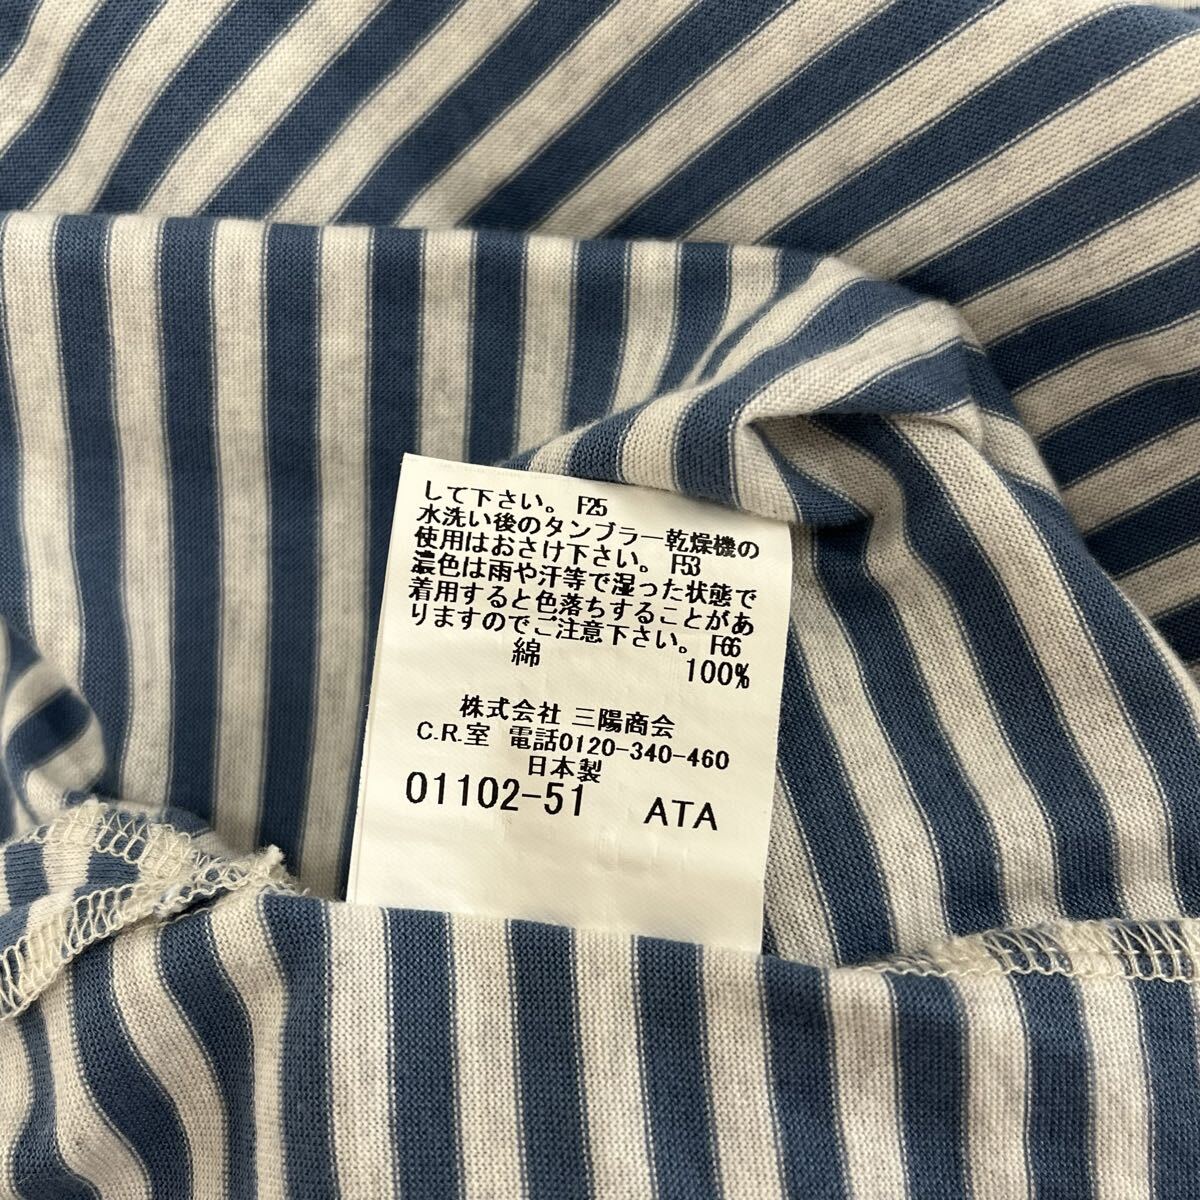 して下さい。 F25
水洗い後のタンブラー乾燥機の
使用はおさけ下さい。 F53
濃色は雨や汗等で湿った状態で
着用すると色落ちすることがあ
りますのでご注意下さい。 F66
綿 100%
株式会社 三陽商会
C.R.室 電話0120-340-460
日本製
01102-51 ATA